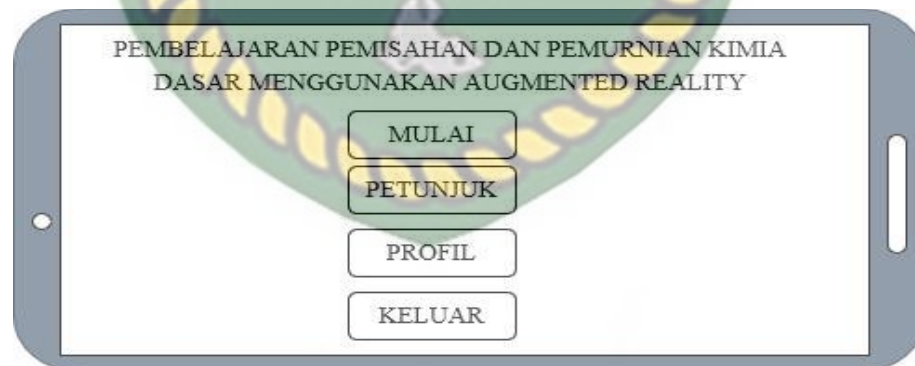 PEMBELAJARAN PEMISAHAN DAN PEMURNIAN KIMIA
DASAR MENGGUNAKAN AUGMENTED REALITY
MULAI
PETUNJUK
PROFIL
KELUAR